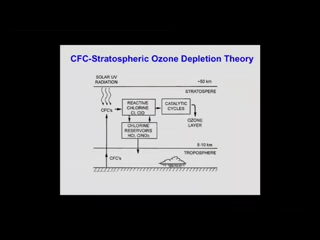 CFC-Stratospheric Ozone Depletion Theory
SOLAR UV
RADIATION
~50 km
STRATOSPERE
CFC's
REACTIVE
CHLORINE
Cl, ClO
CATALYTIC
CYCLES
OZONE
LAYER
CHLORINE
RESERVOIRS
HCl, ClNO3
8-10 km
TROPOSPHERE
CFC's